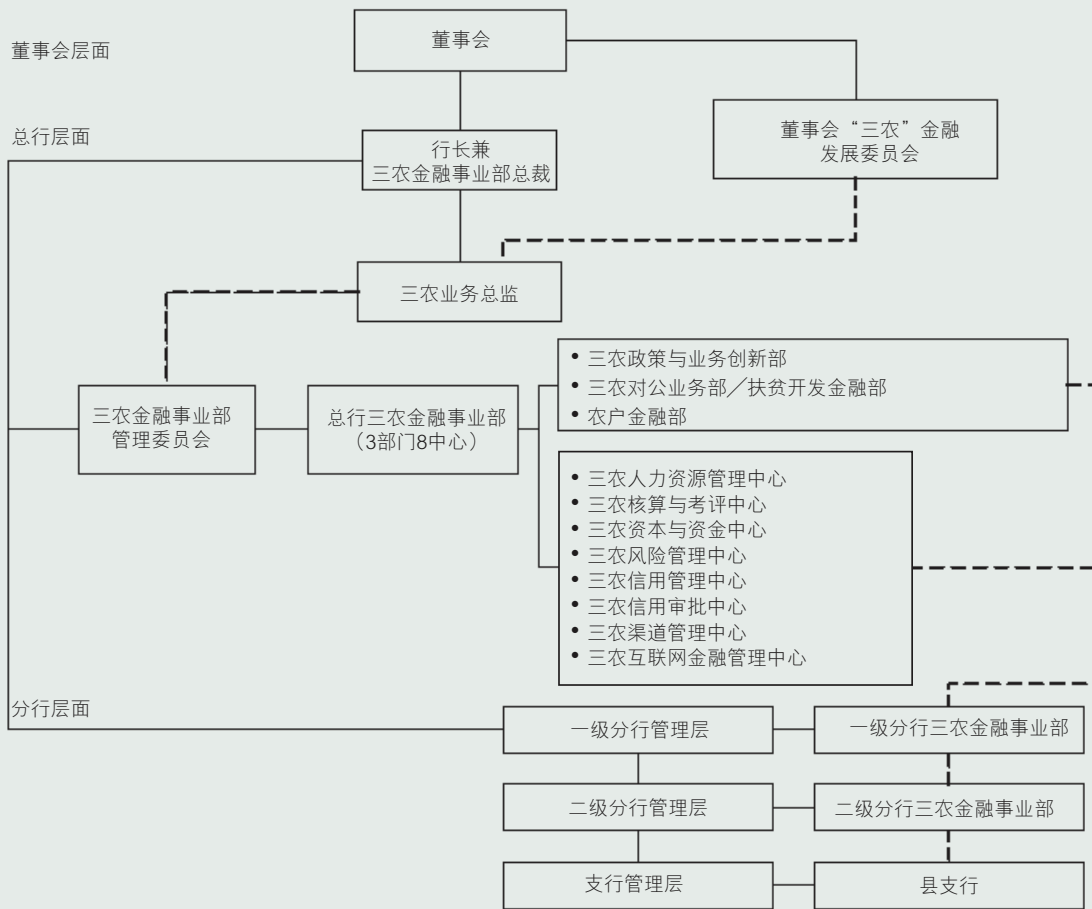 董事会层面
董事会
总行层面
董事会“三农”金融
发展委员会
行长兼
三农金融事业部总裁
三农业务总监
三农金融事业部
管理委员会
总行三农金融事业部
（3部门8中心）
• 三农政策与业务创新部
• 三农对公业务部／扶贫开发金融部
• 农户金融部
• 三农人力资源管理中心
• 三农核算与考评中心
• 三农资本与资金中心
• 三农风险管理中心
• 三农信用管理中心
• 三农信用审批中心
• 三农渠道管理中心
• 三农互联网金融管理中心
分行层面
一级分行管理层
一级分行三农金融事业部
二级分行管理层
二级分行三农金融事业部
支行管理层
县支行